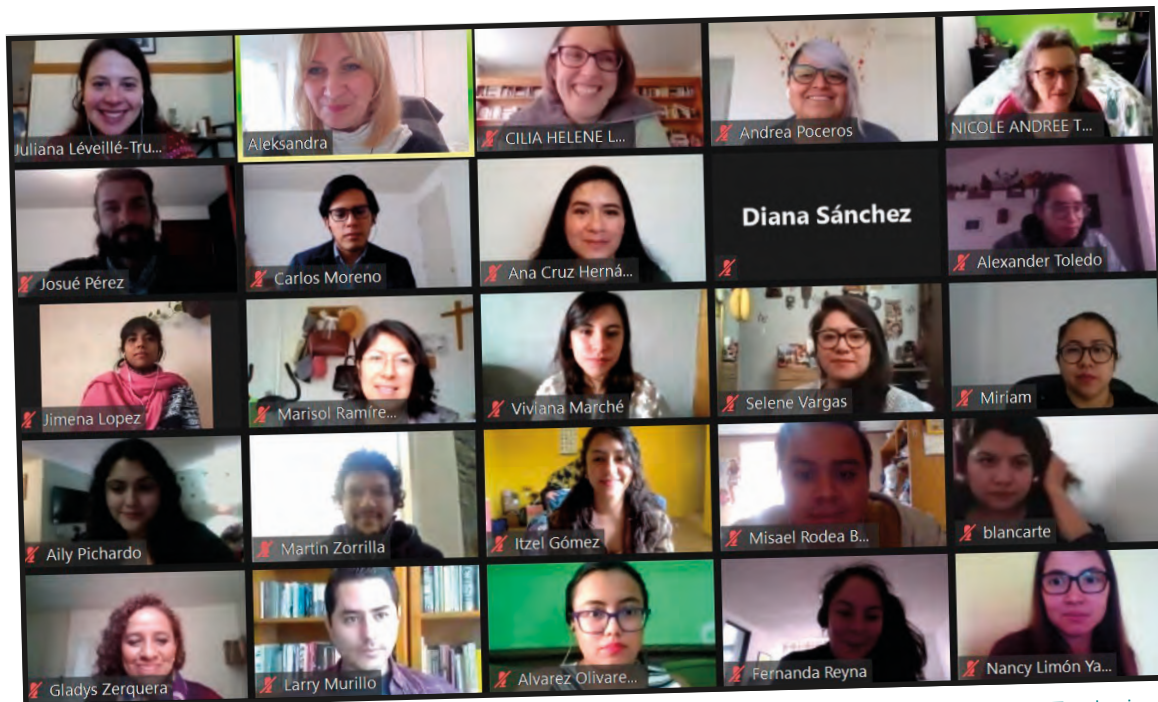 Juliana Léveillé-Tru...
Aleksandra
CILIA HELENE L...
Andrea Poceros
NICOLE ANDREE T...
Josué Pérez
Carlos Moreno
Ana Cruz Herná...
Diana Sánchez
Alexander Toledo
Jimena Lopez
Marisol Ramíre...
Viviana Marché
Selene Vargas
Miriam
Aily Pichardo
Martín Zorrilla
Itzel Gómez
Misael Rodea B...
blancarte
Gladys Zerquera
Larry Murillo
Alvarez Olivare...
Fernanda Reyna
Nancy Limón Ya...